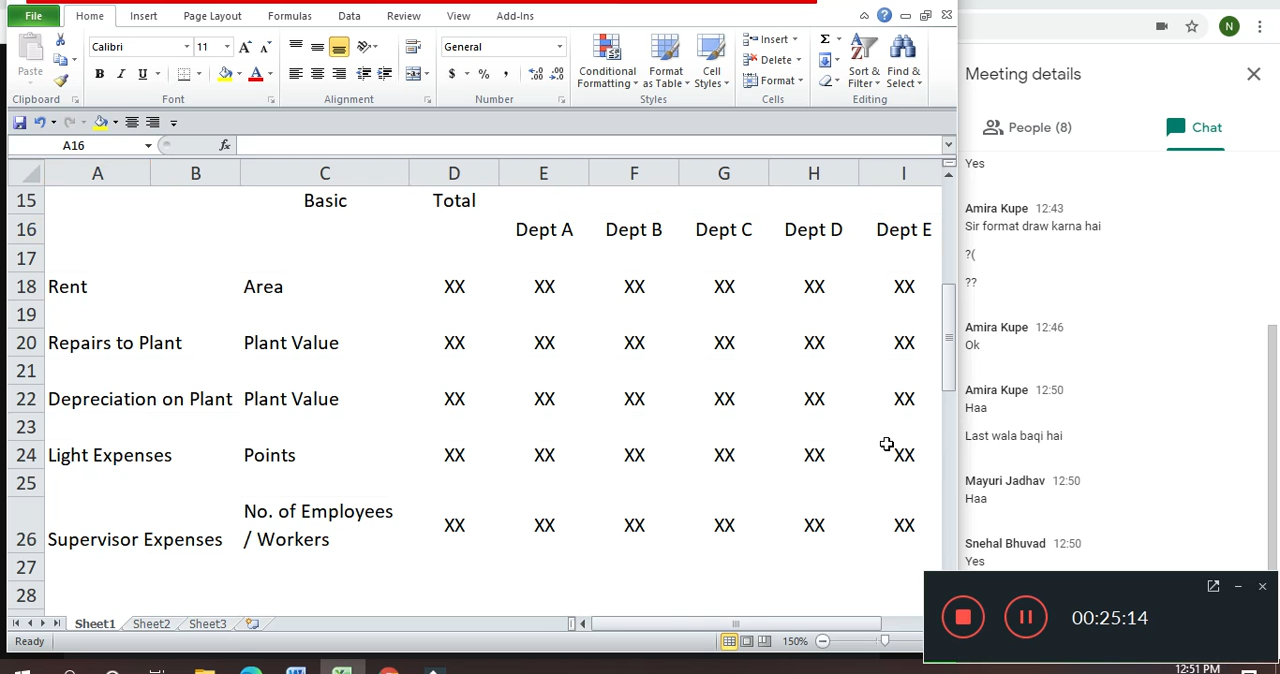 File Home Insert Page Layout Formulas Data Review View Add-Ins
N
Calibri 11 General Insert Σ
Paste B I U $ % , Conditional Formatting Format as Table Cell Styles Delete Format Sort & Filter Find & Select
Clipboard Font Alignment Number Styles Cells Editing
A16 fx
A B C D E F G H I
15 Basic Total
16 Dept A Dept B Dept C Dept D Dept E
17
18 Rent Area XX XX XX XX XX XX
19
20 Repairs to Plant Plant Value XX XX XX XX XX XX
21
22 Depreciation on Plant Plant Value XX XX XX XX XX XX
23
24 Light Expenses Points XX XX XX XX XX XX
25
No. of Employees
26 Supervisor Expenses / Workers XX XX XX XX XX XX
27
28
Sheet1 Sheet2 Sheet3
Ready 150%
Meeting details
People (8) Chat
Yes
Amira Kupe 12:43
Sir format draw karna hai
?(
??
Amira Kupe 12:46
Ok
Amira Kupe 12:50
Haa
Last wala baqi hai
Mayuri Jadhav 12:50
Haa
Snehal Bhuvad 12:50
Yes
00:25:14
12:51 PM